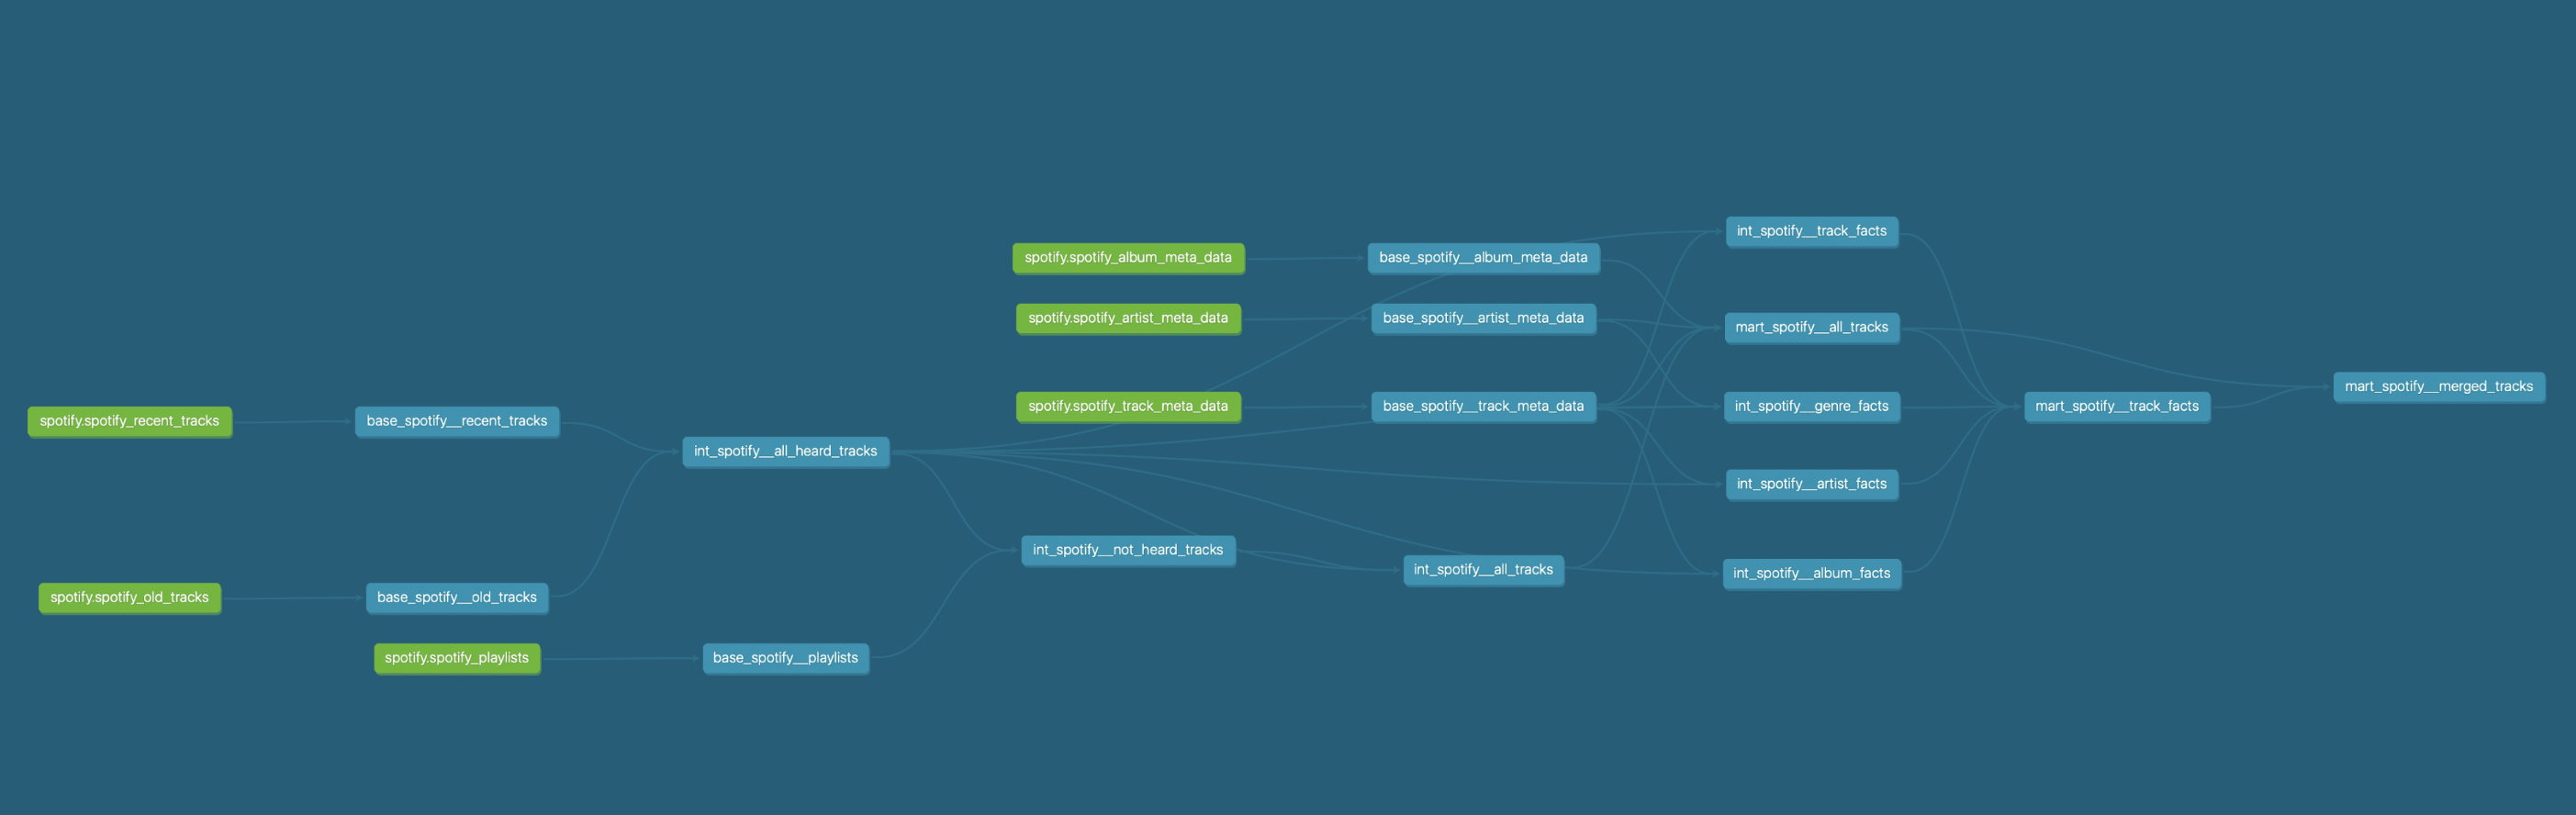 int_spotify__track_facts
spotify.spotify_album_meta_data
base_spotify__album_meta_data
spotify.spotify_artist_meta_data
base_spotify__artist_meta_data
mart_spotify__all_tracks
mart_spotify__merged_tracks
spotify.spotify_track_meta_data
base_spotify__track_meta_data
int_spotify__genre_facts
mart_spotify__track_facts
spotify.spotify_recent_tracks
base_spotify__recent_tracks
int_spotify__all_heard_tracks
int_spotify__artist_facts
int_spotify__not_heard_tracks
int_spotify__all_tracks
int_spotify__album_facts
spotify.spotify_old_tracks
base_spotify__old_tracks
spotify.spotify_playlists
base_spotify__playlists